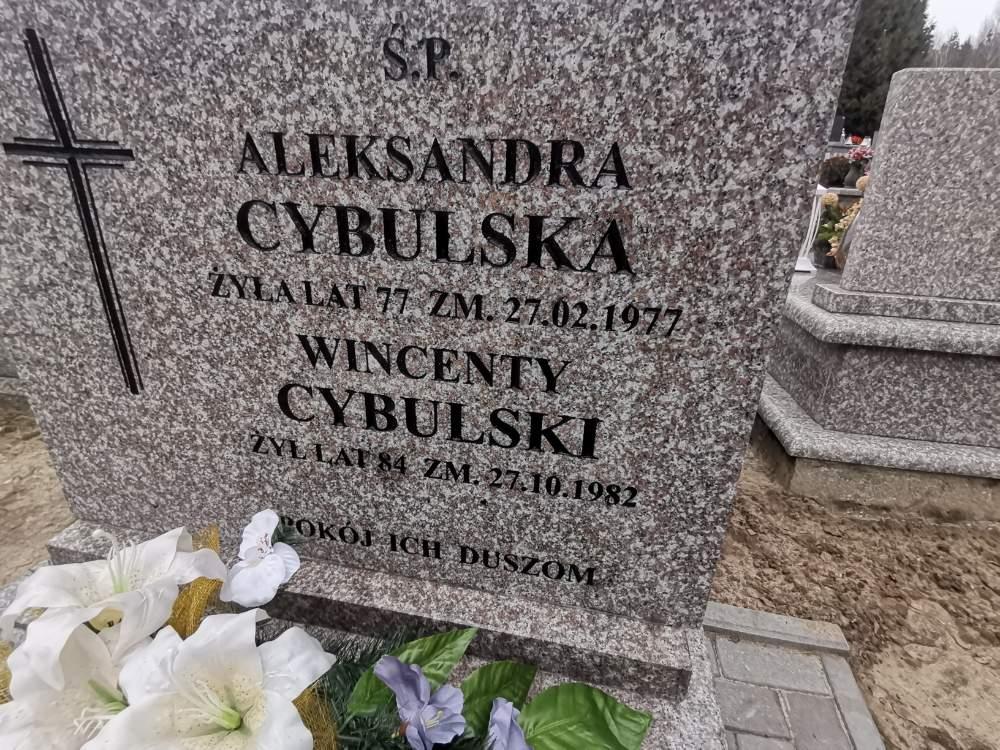 Ś.P.
ALEKSANDRA
CYBULSKA
ŻYŁA LAT 77 ZM. 27.02.1977
WINCENTY
CYBULSKI
ŻYŁ LAT 84 ZM. 27.10.1982
POKÓJ ICH DUSZOM